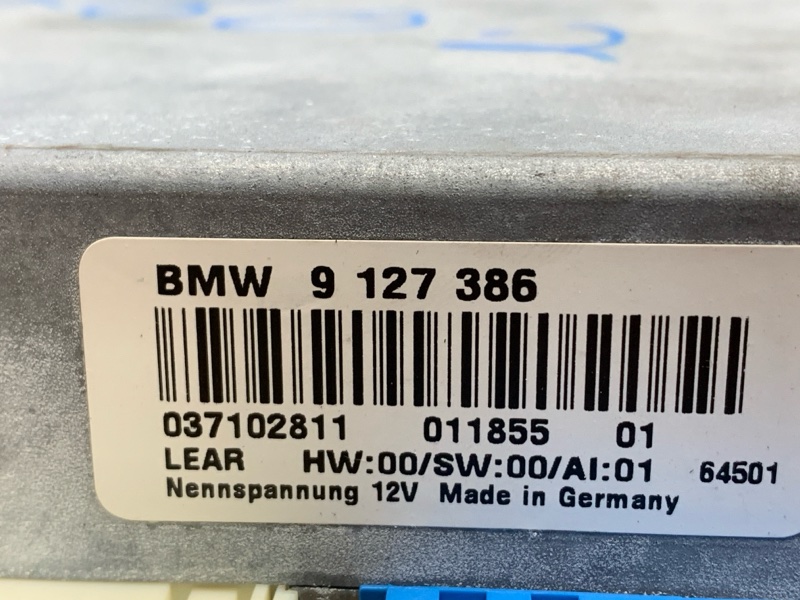 BMW 9 127 386
037102811 011855 01
LEAR HW:00/SW:00/AI:01 64501
Nennspannung 12V Made in Germany